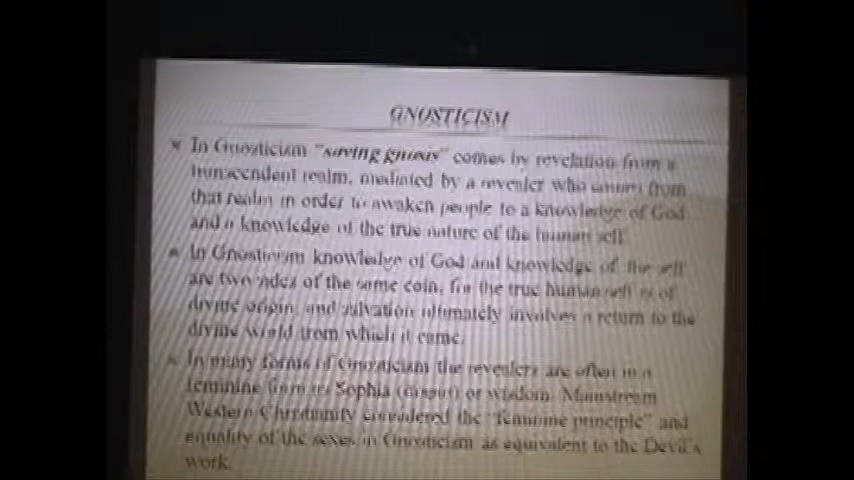 GNOSTICISM
In Gnosticism "saving gnosis" comes by revelation from a
transcendent realm, mediated by a revealer who comes from
that realm in order to awaken people to a knowledge of God
and a knowledge of the true nature of the human self
In Gnosticism knowledge of God and knowledge of the self
are two sides of the same coin, for the true human self is of
divine origin, and salvation ultimately involves a return to the
divine world from which it came.
In many forms of Gnosticism the revealers are often in a
feminine form as Sophia or wisdom. Mainstream
Western Christianity considered the "feminine principle" and
equality of the sexes in Gnosticism as equivalent to the Devil's
work.